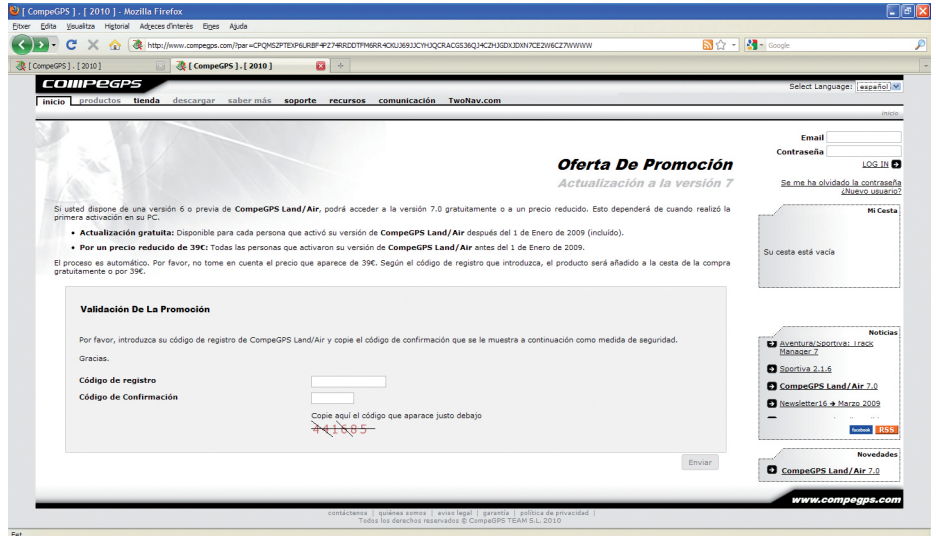 [ CompeGPS ] . [ 2010 ] - Mozilla Firefox
Fitxer Edita Visualitza Historial Adreces d'interès Eines Ajuda
http://www.compegps.com/?par=
Google
[ CompeGPS ] . [ 2010 ]
[ CompeGPS ] . [ 2010 ]
COMPEGPS
Select Language: español
inicio productos tienda descargar saber más soporte recursos comunicación TwoNav.com
inicio
Email
Contraseña
LOG IN
Se me ha olvidado la contraseña
¿Nuevo usuario?
Oferta De Promoción
Actualización a la versión 7
Si usted dispone de una versión 6 o previa de CompeGPS Land/Air, podrá acceder a la versión 7.0 gratuitamente o a un precio reducido. Esto dependerá de cuando realizó la
primera activación en su PC.
• Actualización gratuita: Disponible para cada persona que activó su versión de CompeGPS Land/Air después del 1 de Enero de 2009 (incluído).
• Por un precio reducido de 39€: Todas las personas que activaron su versión de CompeGPS Land/Air antes del 1 de Enero de 2009.
El proceso es automático. Por favor, no tome en cuenta el precio que aparece de 39€. Según el código de registro que introduzca, el producto será añadido a la cesta de la compra
gratuitamente o por 39€.
Validación De La Promoción
Por favor, introduzca su código de registro de CompeGPS Land/Air y copie el código de confirmación que se le muestra a continuación como medida de seguridad.
Gracias.
Código de registro
Código de Confirmación
Copie aquí el código que aparace justo debajo
441685
Enviar
Mi Cesta
Su cesta está vacía
Noticias
Aventura/Sportiva: Track
Manager 7
Sportiva 2.1.6
CompeGPS Land/Air 7.0
Newsletter16 → Marzo 2009
facebook RSS
Novedades
CompeGPS Land/Air 7.0
www.compegps.com
contáctenos | quiénes somos | aviso legal | garantía | política de privacidad |
Todos los derechos reservados © CompeGPS TEAM S.L. 2010
Fet